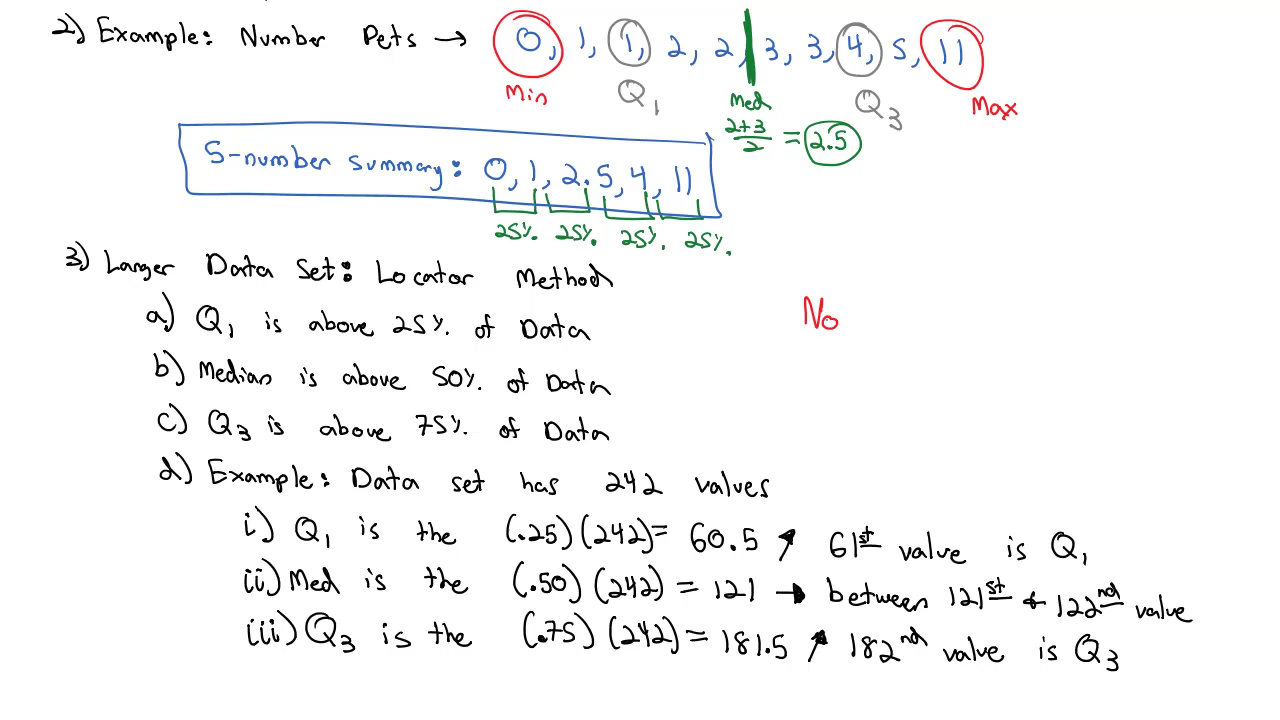 2) Example: Number Pets → 0, 1, 1, 2, 2, 3, 3, 4, 5, 11
Min Q1 Med Q3 Max
2+3/2 = 2.5
5-number summary: 0, 1, 2.5, 4, 11
25% 25% 25% 25%.
3) Larger Data Set: Locator Method
No
a) Q1 is above 25% of Data
b) Median is above 50% of Data
c) Q3 is above 75% of Data
d) Example: Data set has 242 values
i) Q1 is the (.25)(242)= 60.5 ↗ 61st value is Q1
ii) Med is the (.50)(242) = 121 → between 121st + 122nd value
iii) Q3 is the (.75)(242) = 181.5 ↗ 182nd value is Q3